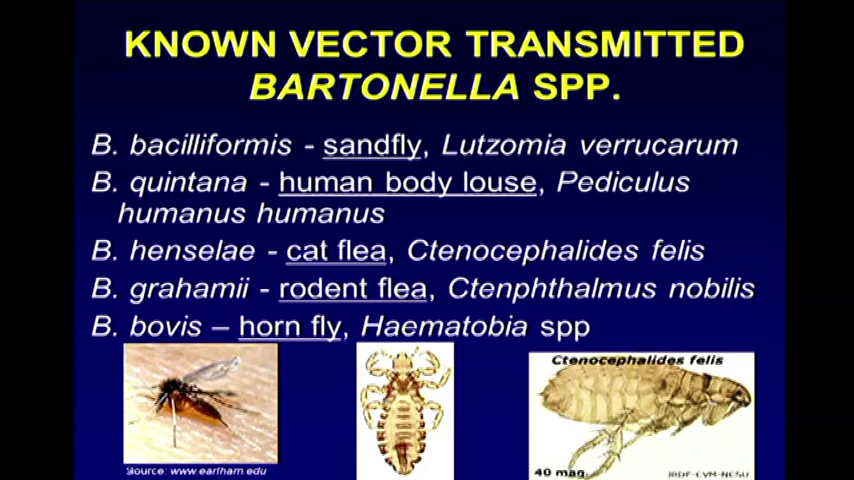 KNOWN VECTOR TRANSMITTED
BARTONELLA SPP.
B. bacilliformis - sandfly, Lutzomia verrucarum
B. quintana - human body louse, Pediculus
humanus humanus
B. henselae - cat flea, Ctenocephalides felis
B. grahamii - rodent flea, Ctenphthalmus nobilis
B. bovis – horn fly, Haematobia spp
Ctenocephalides felis
Source: www.earlham.edu
40 mag.